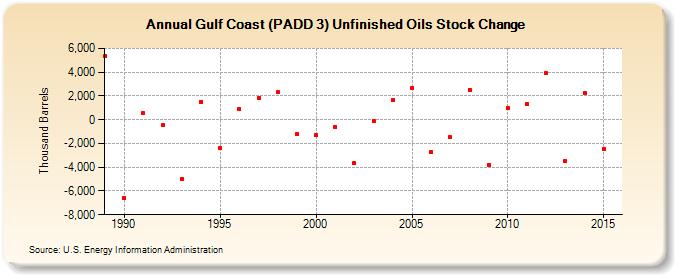 Annual Gulf Coast (PADD 3) Unfinished Oils Stock Change
Thousand Barrels
6,000
4,000
2,000
0
-2,000
-4,000
-6,000
-8,000
1990 1995 2000 2005 2010 2015
Source: U.S. Energy Information Administration